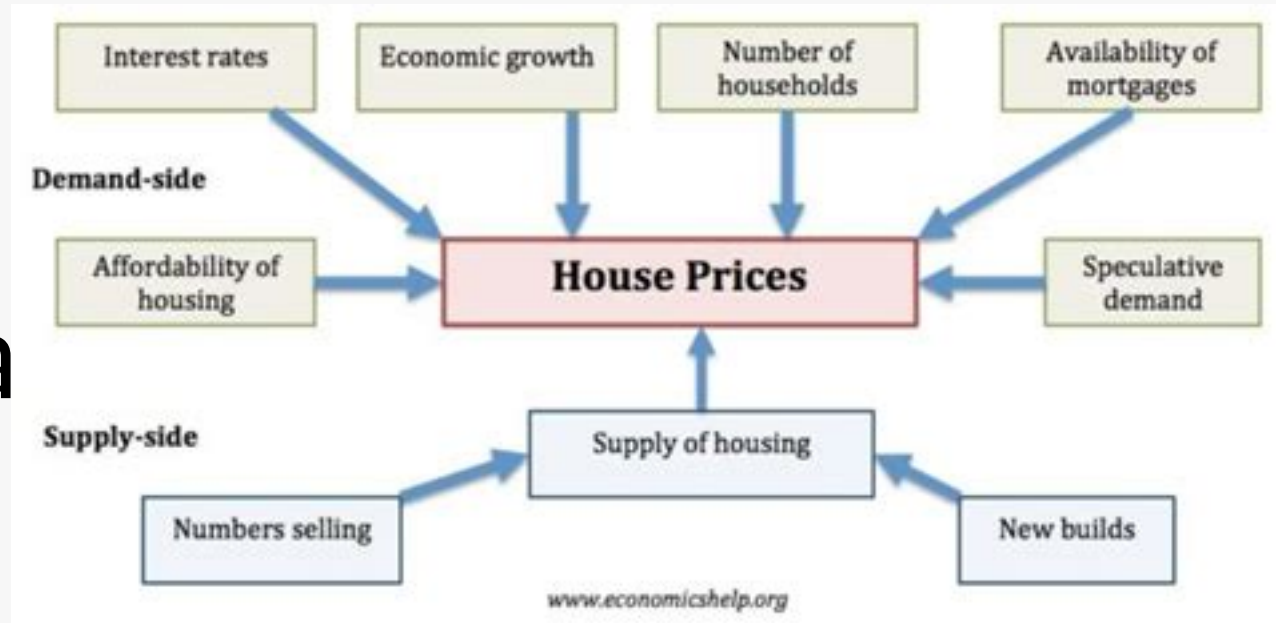 Interest rates
Economic growth
Number of
households
Availability of
mortgages
Demand-side
Affordability of
housing
House Prices
Speculative
demand
a
Supply-side
Supply of housing
Numbers selling
New builds
www.economicshelp.org